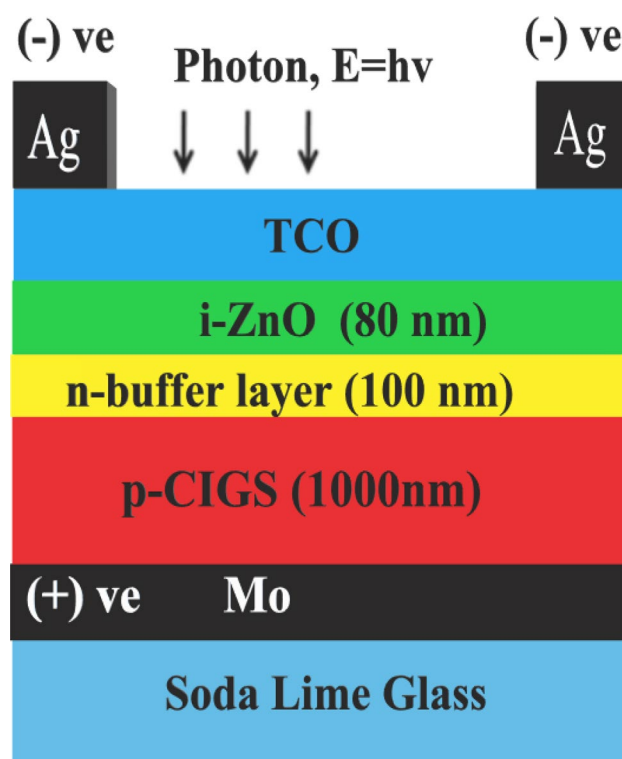 (-) ve
(-) ve
Photon, E=hv
Ag
Ag
TCO
i-ZnO (80 nm)
n-buffer layer (100 nm)
p-CIGS (1000nm)
(+) ve Mo
Soda Lime Glass